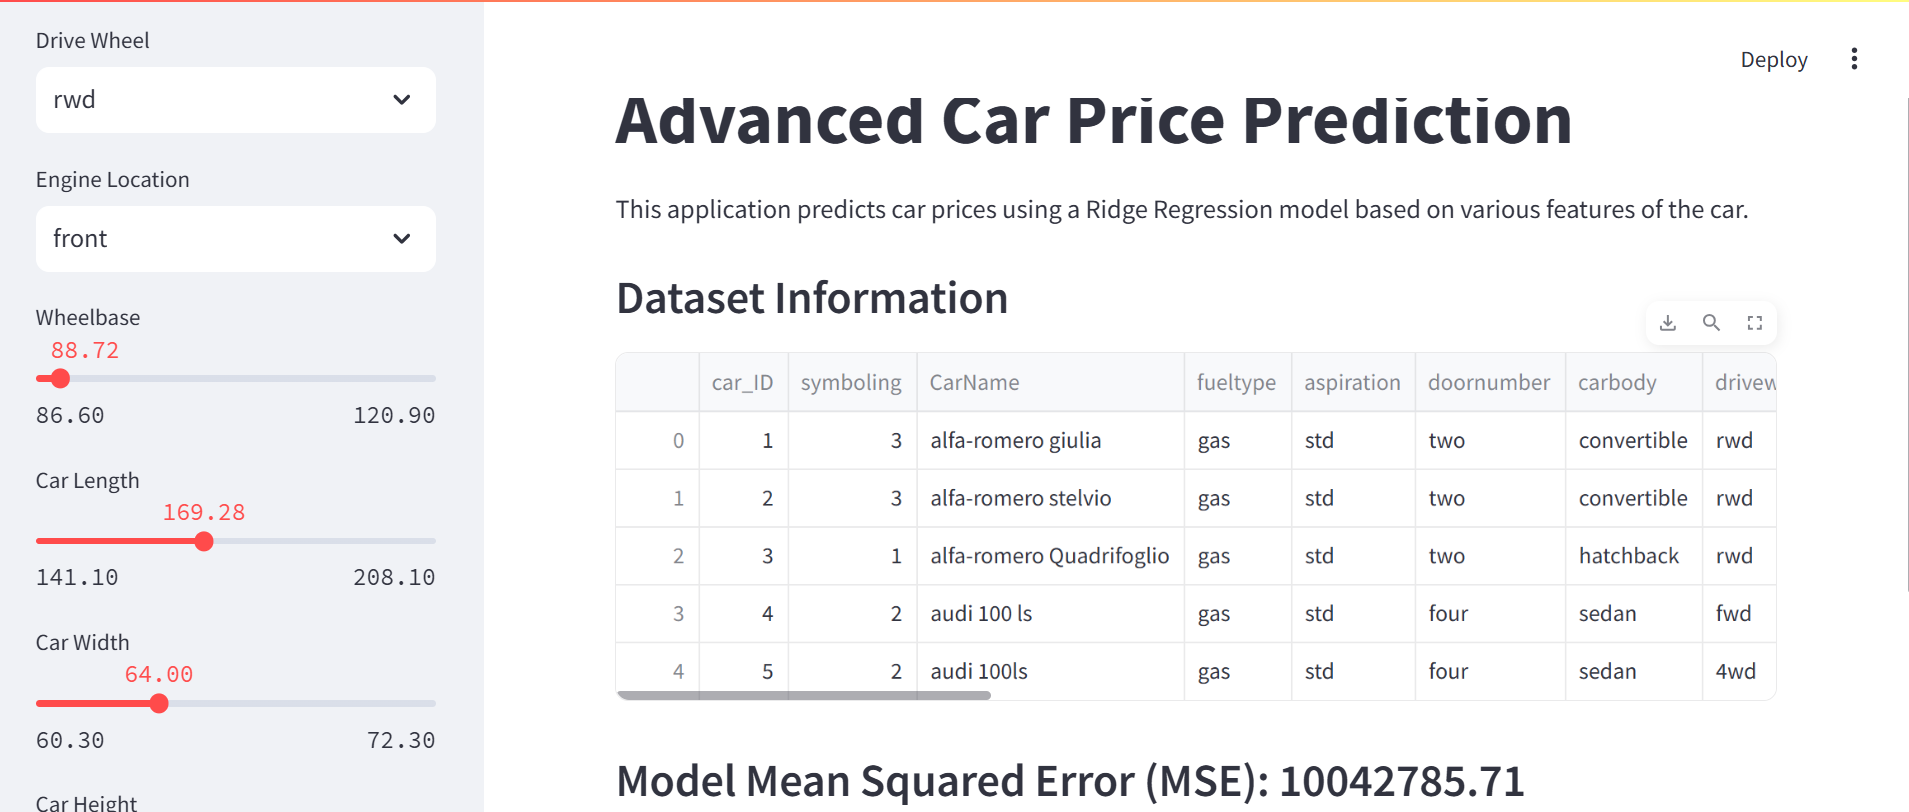 Drive Wheel
rwd
Engine Location
front
Wheelbase
88.72
86.60 120.90
Car Length
169.28
141.10 208.10
Car Width
64.00
60.30 72.30
Car Height
Deploy
Advanced Car Price Prediction
This application predicts car prices using a Ridge Regression model based on various features of the car.
Dataset Information
car_ID symboling CarName fueltype aspiration doornumber carbody drivew
0 1 3 alfa-romero giulia gas std two convertible rwd
1 2 3 alfa-romero stelvio gas std two convertible rwd
2 3 1 alfa-romero Quadrifoglio gas std two hatchback rwd
3 4 2 audi 100 ls gas std four sedan fwd
4 5 2 audi 100ls gas std four sedan 4wd
Model Mean Squared Error (MSE): 10042785.71